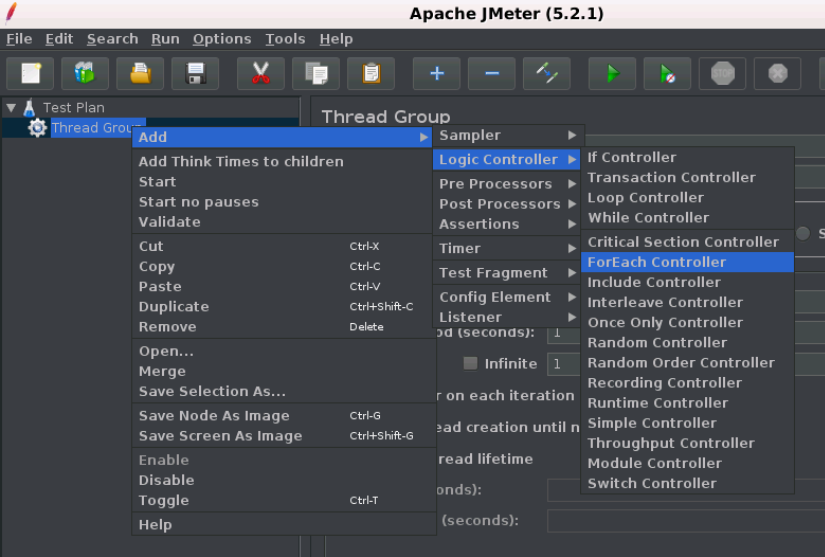 Apache JMeter (5.2.1)
File Edit Search Run Options Tools Help
STOP
Test Plan
Thread Group
Thread Grou
Add
Add Think Times to children
Start
Start no pauses
Validate
Cut Ctrl-X
Copy Ctrl-C
Paste Ctrl-V
Duplicate Ctrl+Shift-C
Remove Delete
Open...
Merge
Save Selection As...
Save Node As Image Ctrl-G
Save Screen As Image Ctrl+Shift-G
Enable
Disable
Toggle Ctrl-T
Help
Sampler
Logic Controller
Pre Processors
Post Processors
Assertions
Timer
Test Fragment
Config Element
Listener
If Controller
Transaction Controller
Loop Controller
While Controller
Critical Section Controller
ForEach Controller
Include Controller
Interleave Controller
Once Only Controller
Random Controller
Random Order Controller
Recording Controller
Runtime Controller
Simple Controller
Throughput Controller
Module Controller
Switch Controller
S
od (seconds): 1
Infinite 1
r on each iteration
ead creation until n
read lifetime
onds):
(seconds):